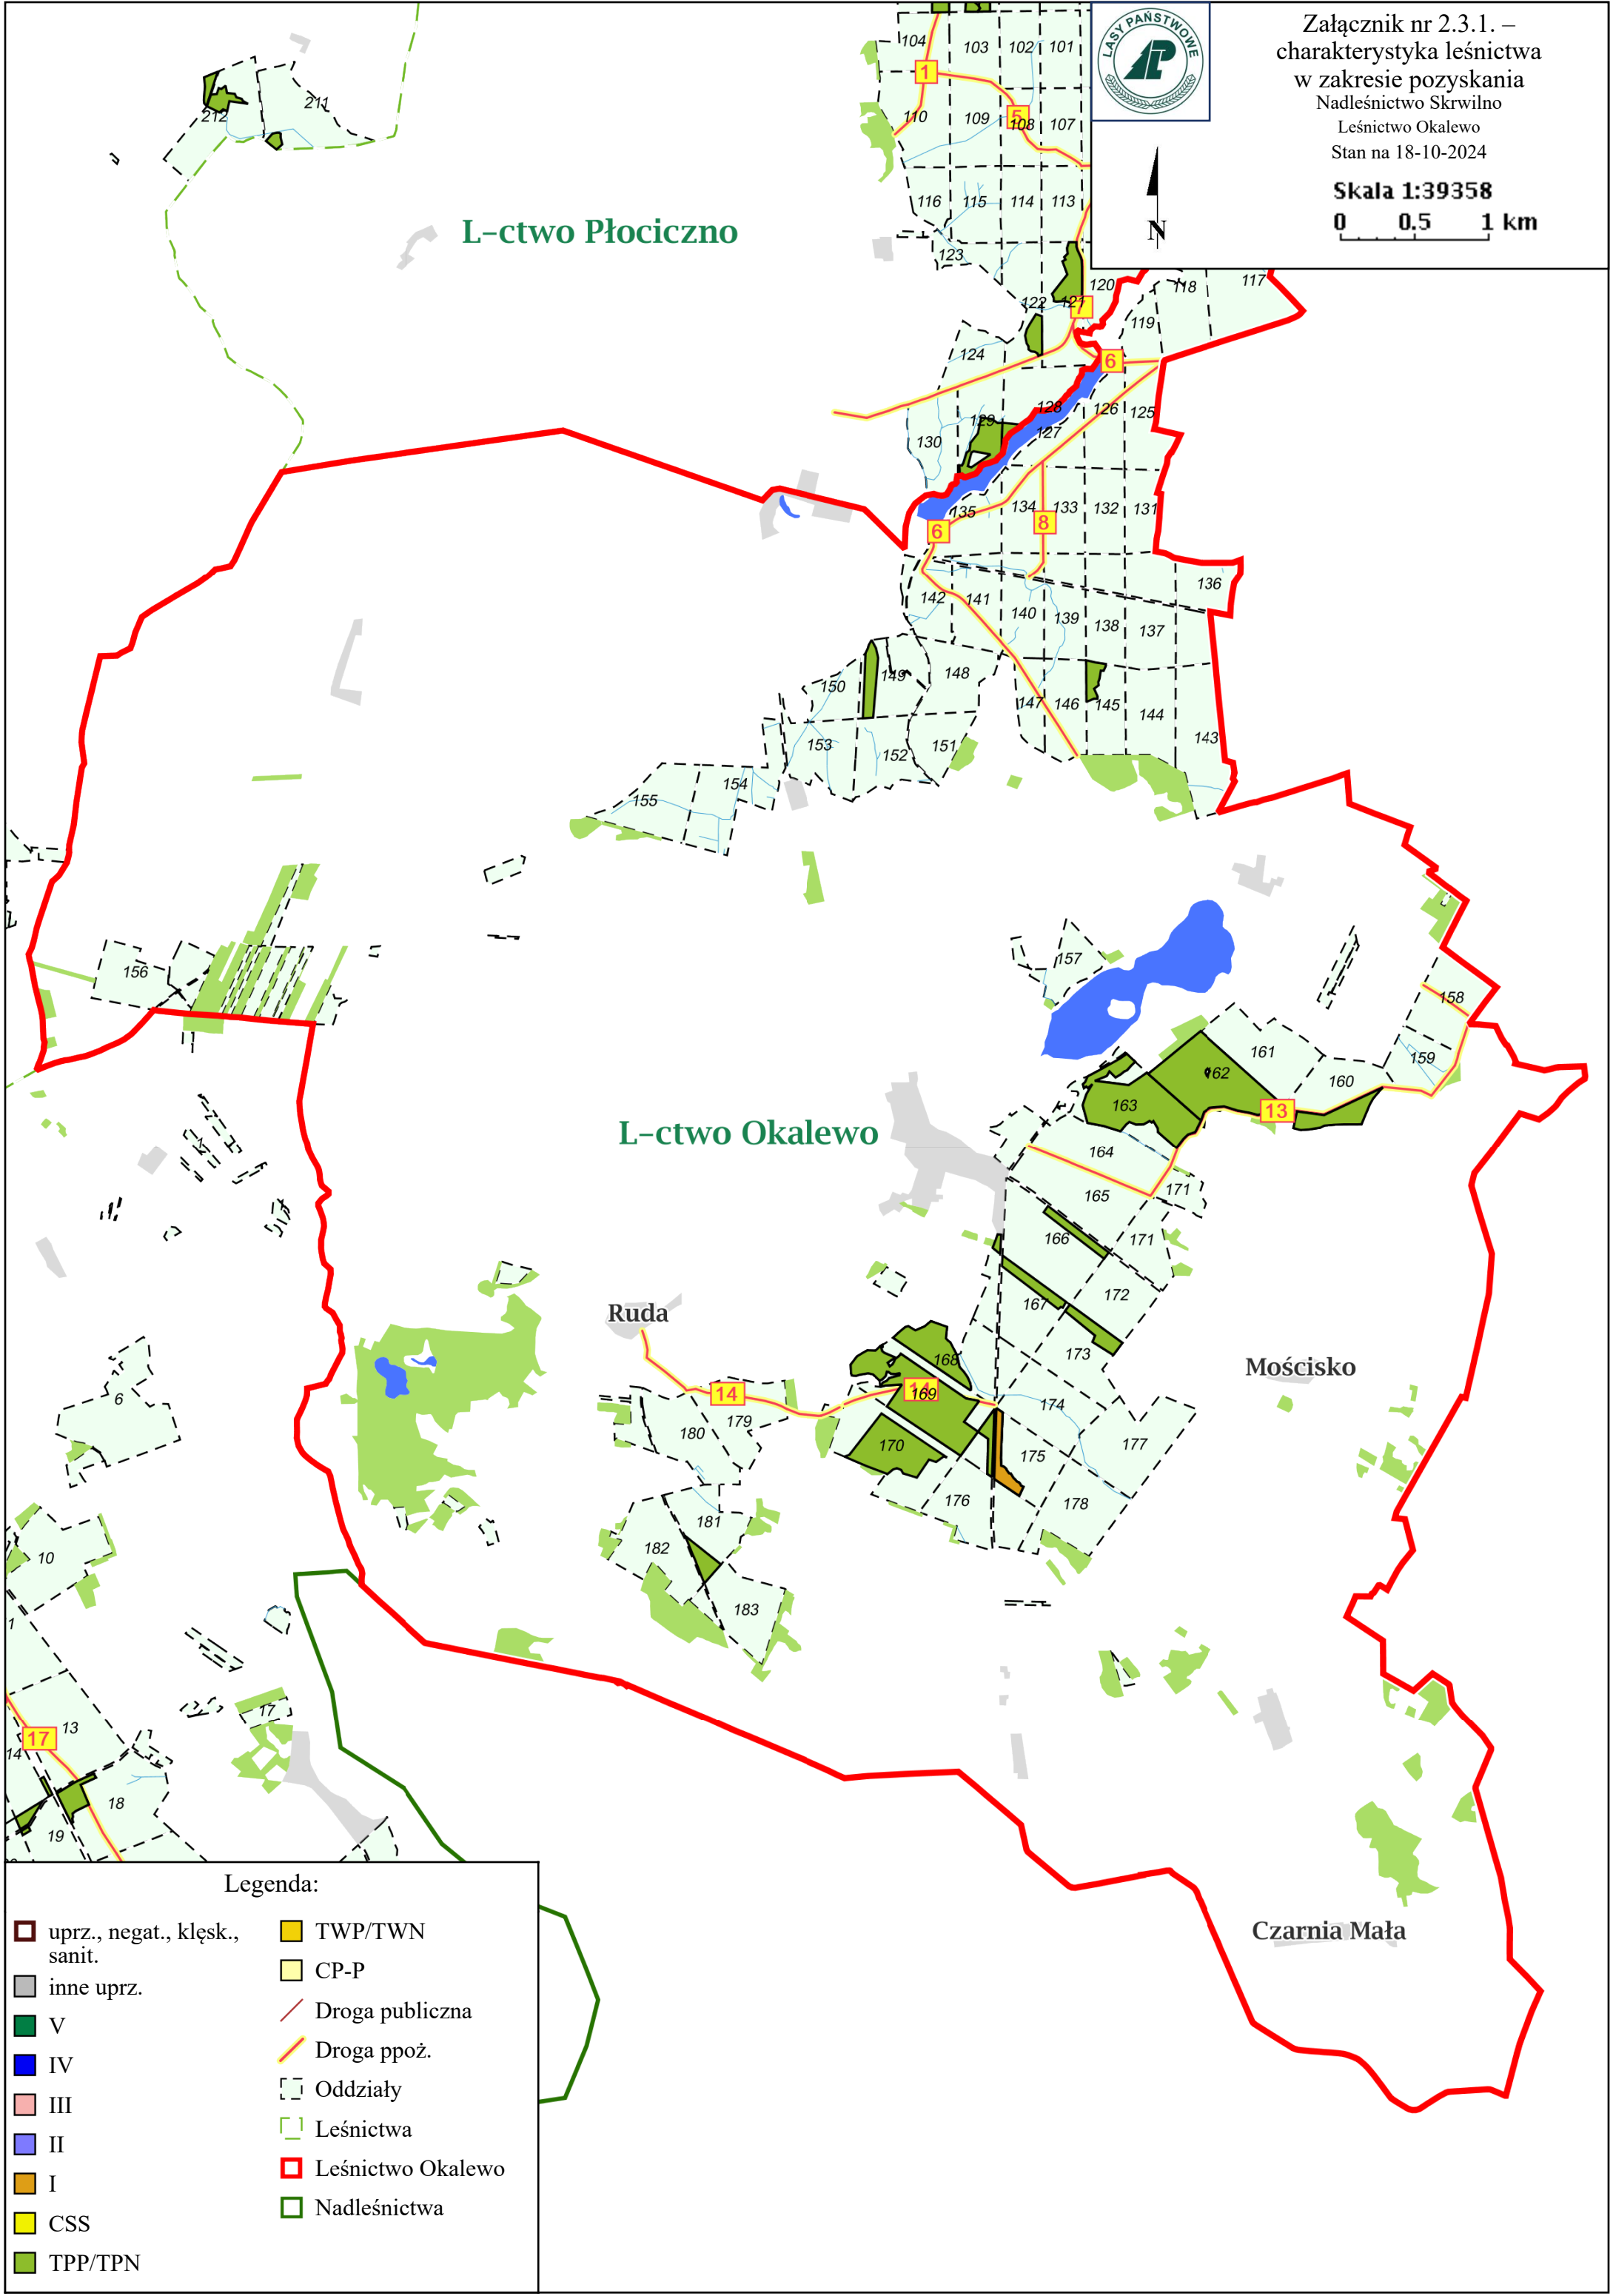 LASY PAŃSTWOWE
Załącznik nr 2.3.1. –
charakterystyka leśnictwa
w zakresie pozyskania
Nadleśnictwo Skrwilno
Leśnictwo Okalewo
Stan na 18-10-2024
Skala 1:39358
0 0.5 1 km
N
104 103 102 101
1
110 109 5 108 107
211
212
116 115 114 113
L-ctwo Płociczno
123
120 118 117
122 121 7
119
124
6
128 126 125
129 127
130
135 134 133 132 131
6 8
136
142 141 140 139 138 137
150 149 148
147 146 145 144
153 152 151 143
155 154
156
157
158
161 159
162 160
163 13
L-ctwo Okalewo
1
164
165 171
166 171
172
167
Ruda
168 173
Mościsko
14 14
169
6
179 174
180
170 175 177
176 178
181
182
10
183
1
17
13
17
14
18
19
Czarnia Mała
Legenda:
uprz., negat., klęsk.,
sanit.
inne uprz.
V
IV
III
II
I
CSS
TPP/TPN
TWP/TWN
CP-P
Droga publiczna
Droga ppoż.
Oddziały
Leśnictwa
Leśnictwo Okalewo
Nadleśnictwa